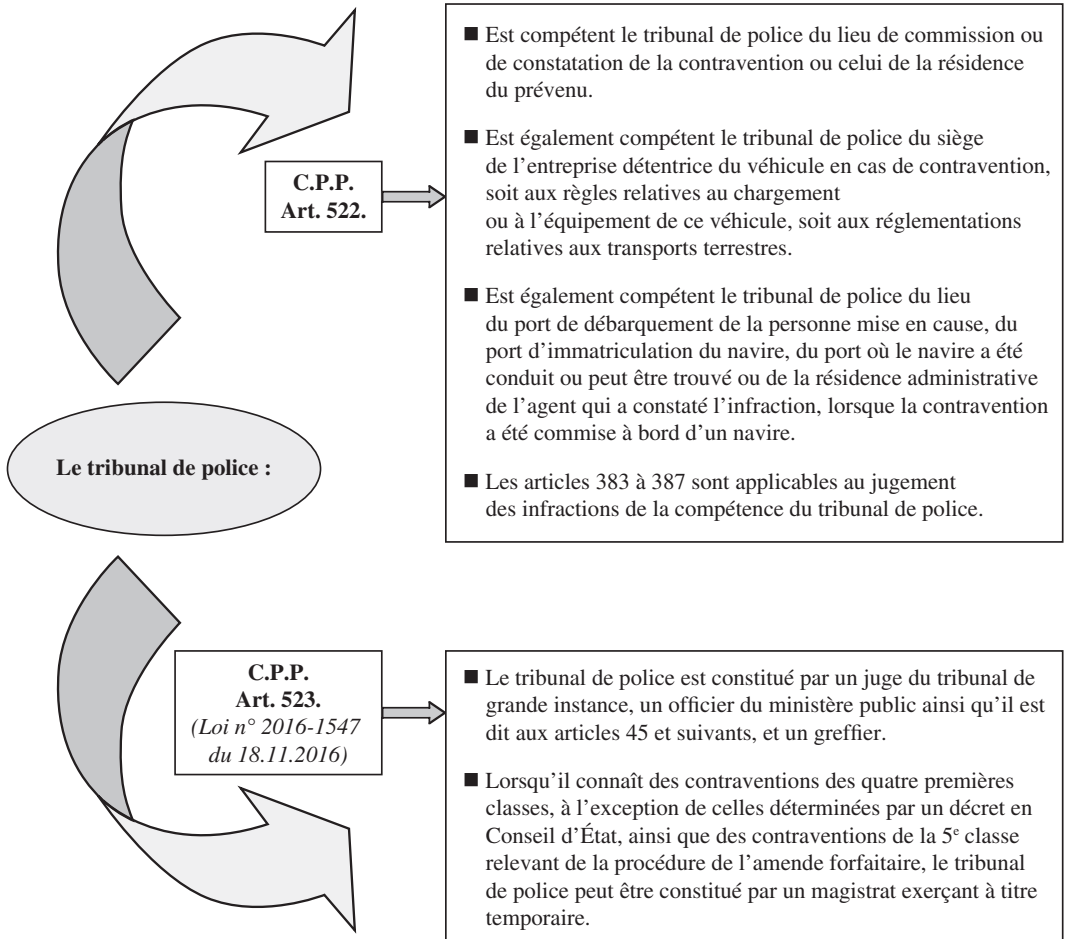 C.P.P.
Art. 522.
■ Est compétent le tribunal de police du lieu de commission ou
de constatation de la contravention ou celui de la résidence
du prévenu.
■ Est également compétent le tribunal de police du siège
de l’entreprise détentrice du véhicule en cas de contravention,
soit aux règles relatives au chargement
ou à l’équipement de ce véhicule, soit aux réglementations
relatives aux transports terrestres.
■ Est également compétent le tribunal de police du lieu
du port de débarquement de la personne mise en cause, du
port d’immatriculation du navire, du port où le navire a été
conduit ou peut être trouvé ou de la résidence administrative
de l’agent qui a constaté l’infraction, lorsque la contravention
a été commise à bord d’un navire.
■ Les articles 383 à 387 sont applicables au jugement
des infractions de la compétence du tribunal de police.
Le tribunal de police :
C.P.P.
Art. 523.
(Loi n° 2016-1547
du 18.11.2016)
■ Le tribunal de police est constitué par un juge du tribunal de
grande instance, un officier du ministère public ainsi qu’il est
dit aux articles 45 et suivants, et un greffier.
■ Lorsqu’il connaît des contraventions des quatre premières
classes, à l’exception de celles déterminées par un décret en
Conseil d’État, ainsi que des contraventions de la 5e classe
relevant de la procédure de l’amende forfaitaire, le tribunal
de police peut être constitué par un magistrat exerçant à titre
temporaire.